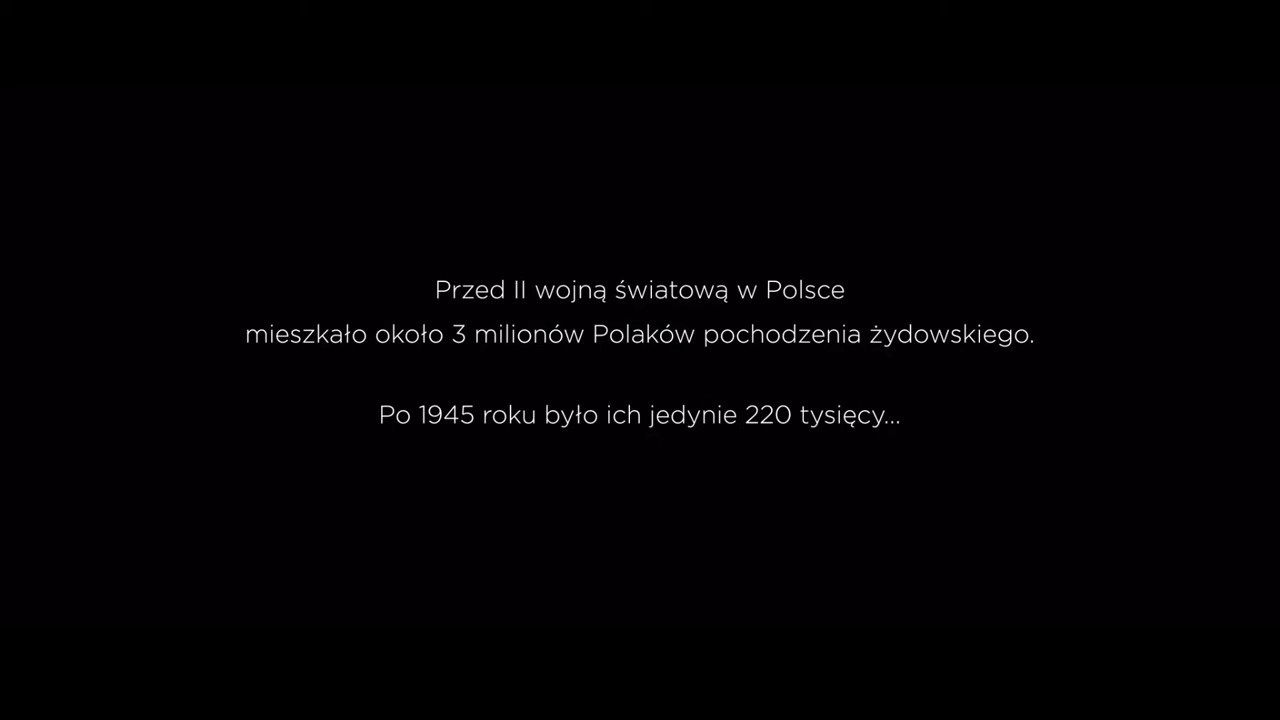 Przed II wojną światową w Polsce
mieszkało około 3 milionów Polaków pochodzenia żydowskiego.
Po 1945 roku było ich jedynie 220 tysięcy...